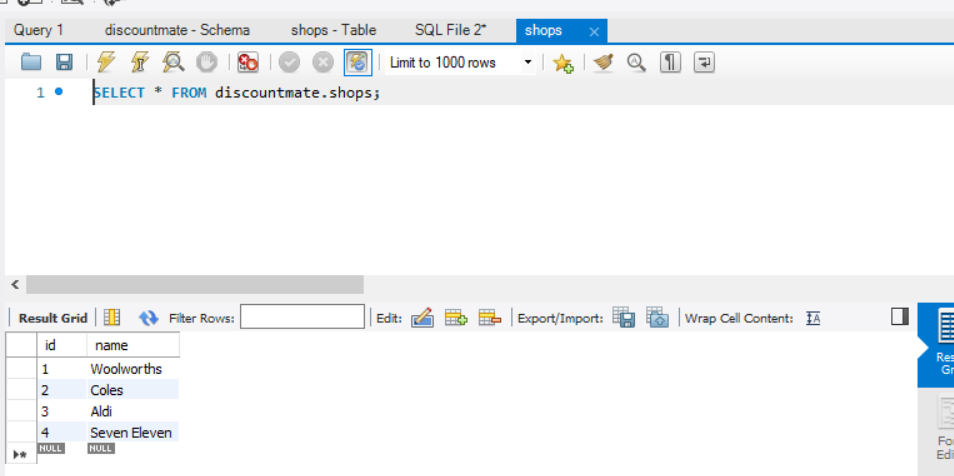 Query 1 discountmate - Schema shops - Table SQL File 2* shops ×
Limit to 1000 rows
1 SELECT * FROM discountmate.shops;
Result Grid Filter Rows: Edit: Export/Import: Wrap Cell Content: IA
id name
1 Woolworths
2 Coles
3 Aldi
4 Seven Eleven
NULL NULL
Res
Gr
Fo
Edi